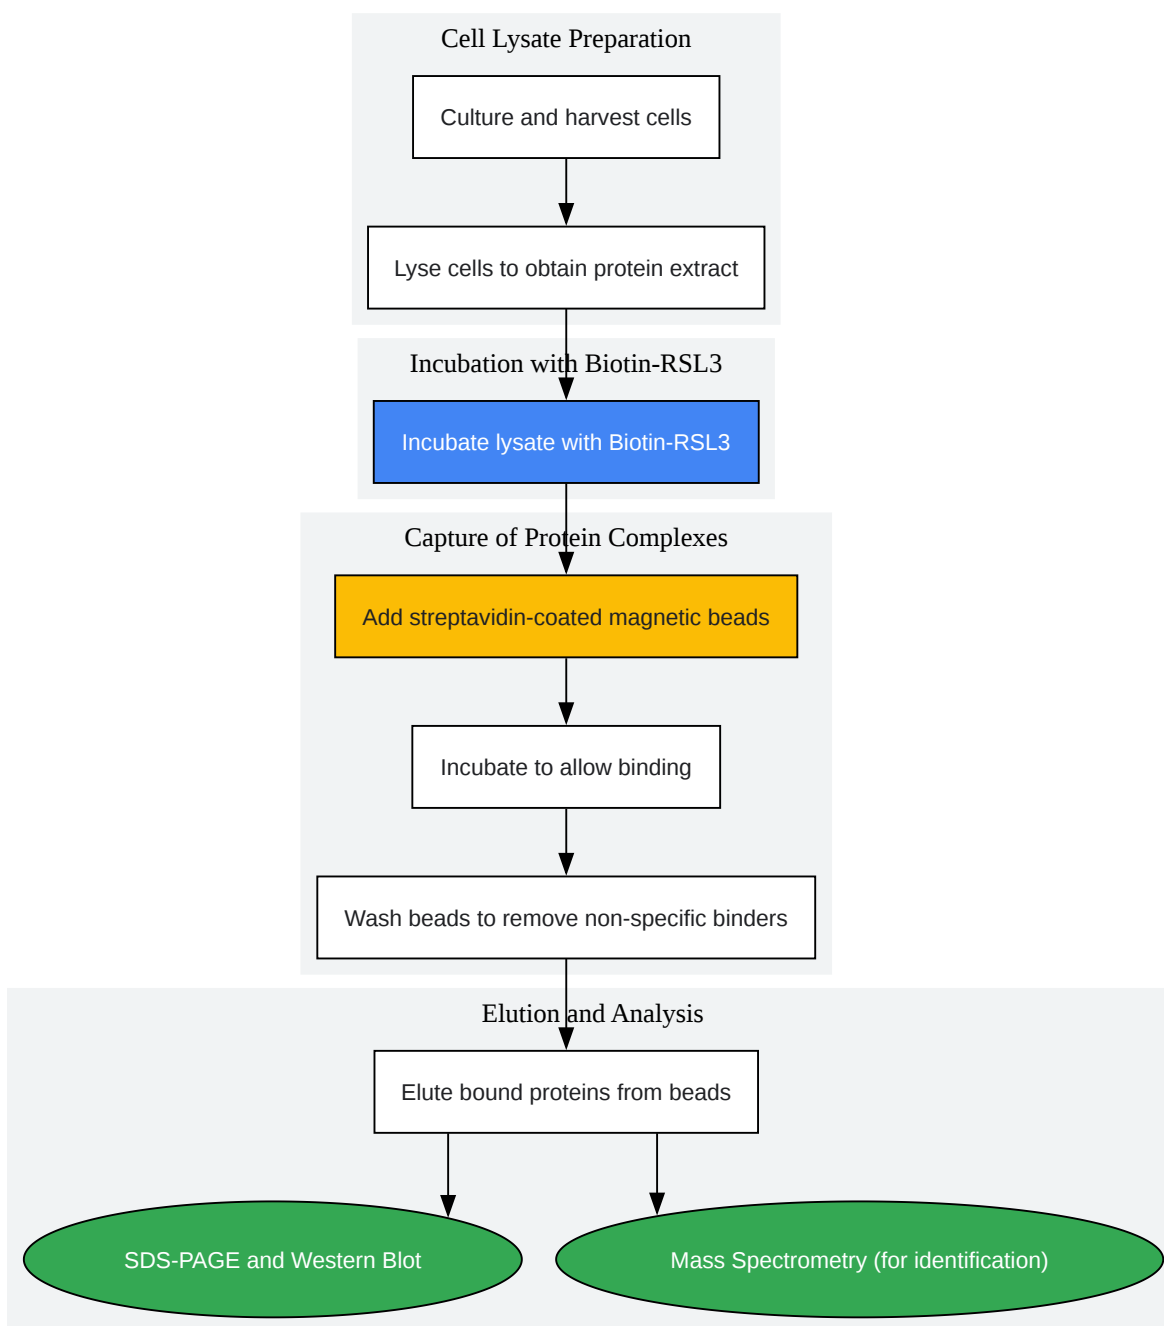 Cell Lysate Preparation
Culture and harvest cells
Lyse cells to obtain protein extract
Incubation with Biotin-RSL3
Incubate lysate with Biotin-RSL3
Capture of Protein Complexes
Add streptavidin-coated magnetic beads
Incubate to allow binding
Wash beads to remove non-specific binders
Elution and Analysis
Elute bound proteins from beads
SDS-PAGE and Western Blot
Mass Spectrometry (for identification)